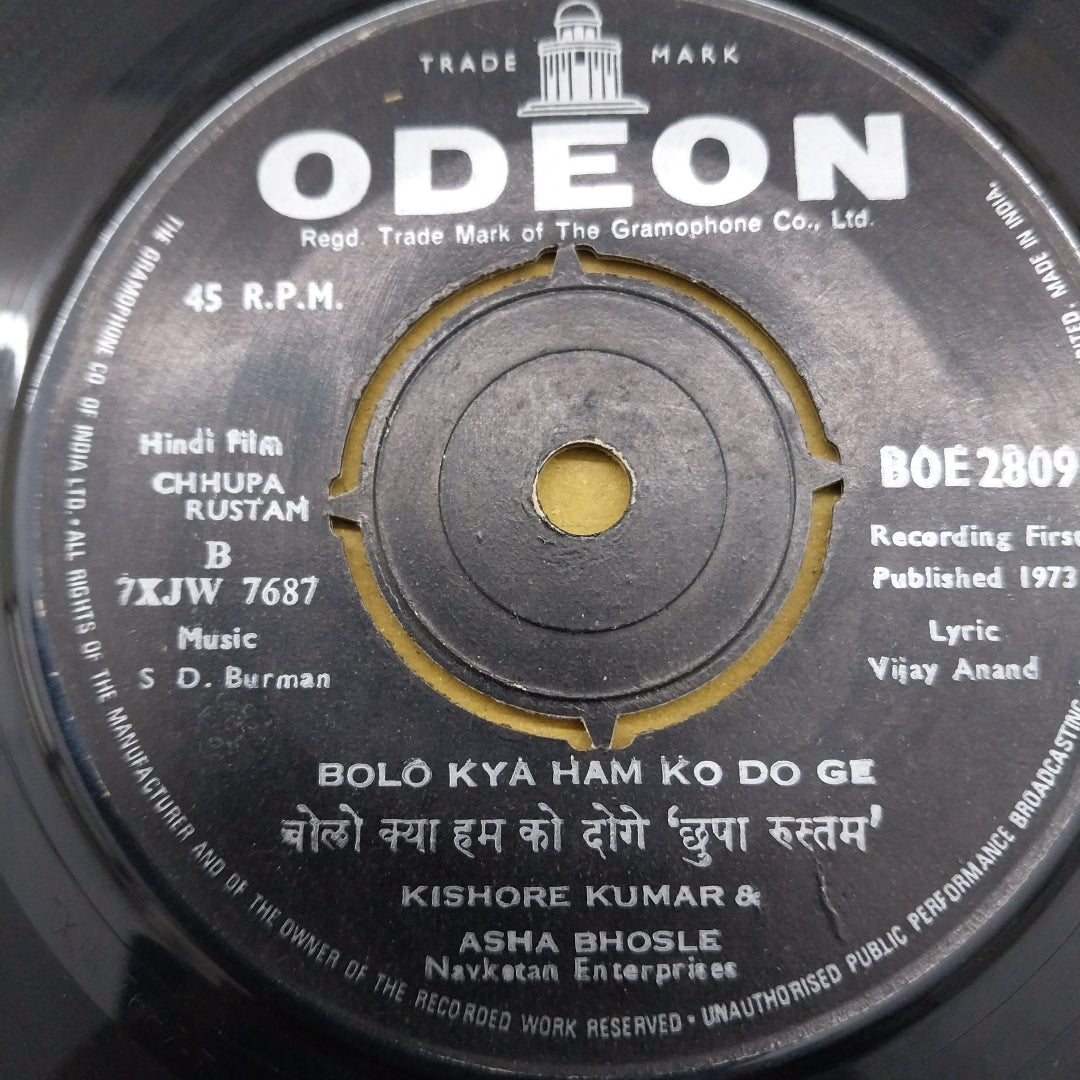 TRADE MARK
ODEON
Regd. Trade Mark of The Gramophone Co., Ltd.
45 R.P.M.
Hindi Film
CHHUPA
RUSTAM
B
7XJW 7687
Music
S D. Burman
BOE 2809
Recording First
Published 1973
Lyric
Vijay Anand
BOLO KYA HAM KO DO GE
बोलो क्या हम को दोगे 'छुपा रुस्तम'
KISHORE KUMAR &
ASHA BHOSLE
Navketan Enterprises
THE GRAMOPHONE CO OF INDIA LTD. • ALL RIGHTS OF THE MANUFACTURER AND OF THE OWNER OF THE RECORDED WORK RESERVED • UNAUTHORISED PUBLIC PERFORMANCE BROADCASTING
MADE IN INDIA.